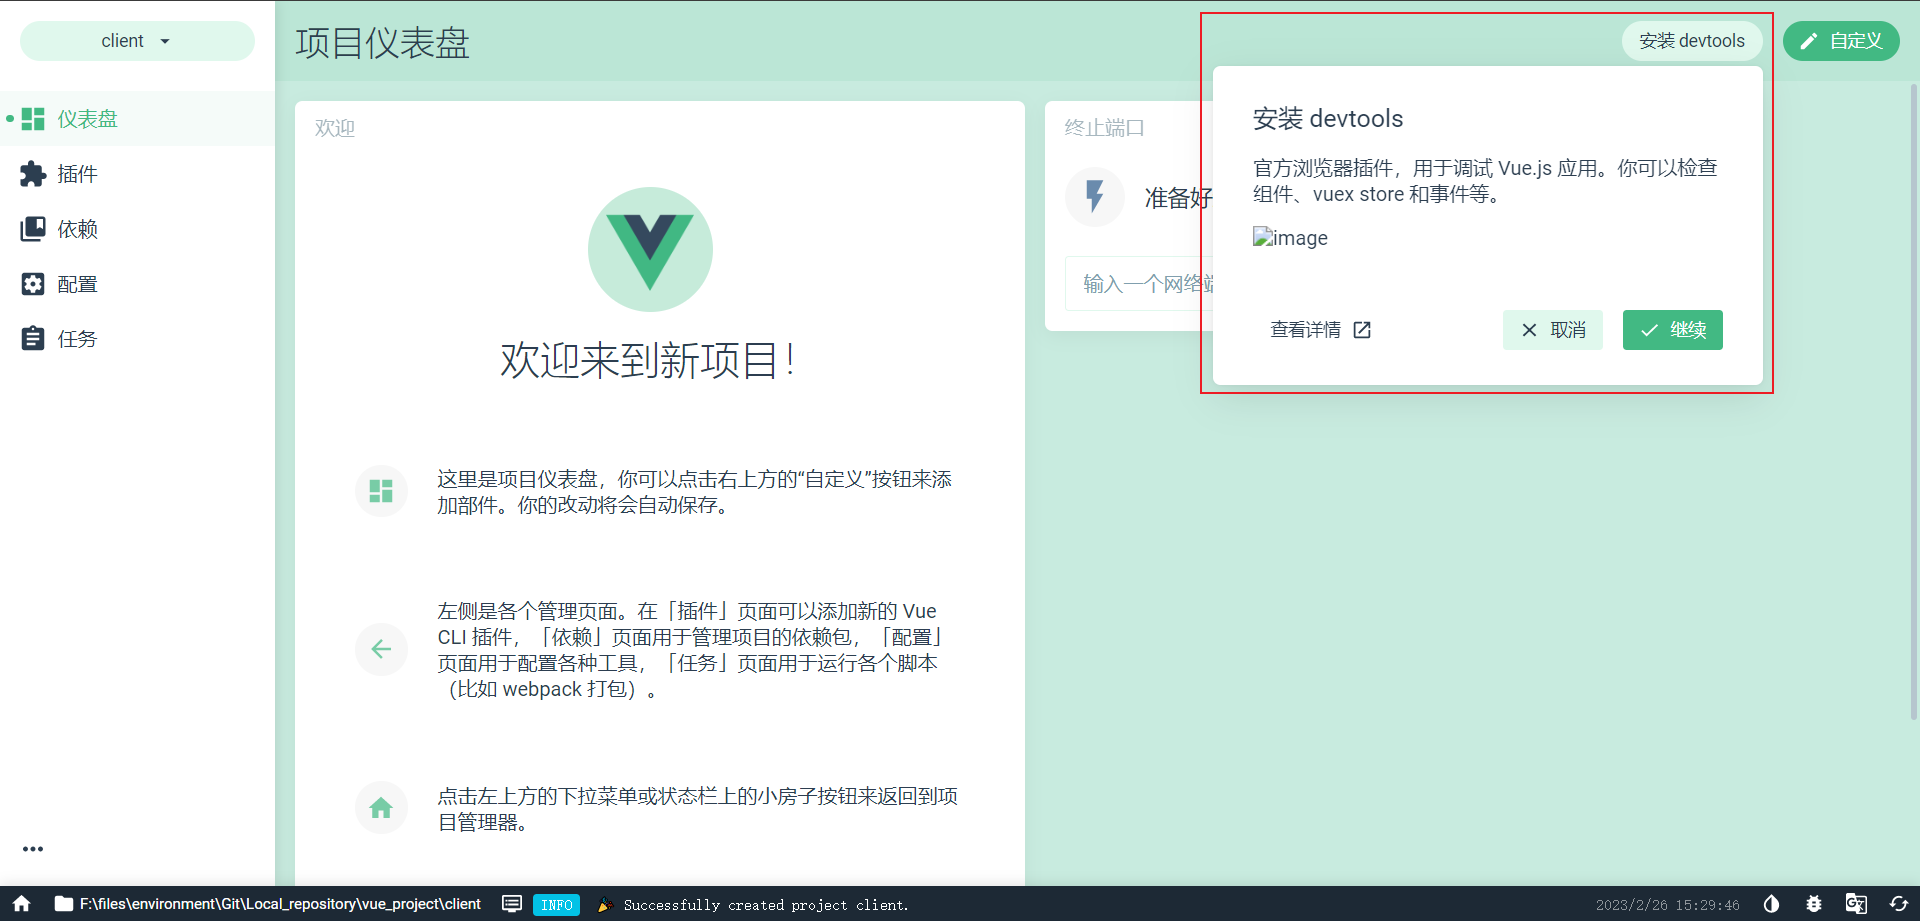 client
项目仪表盘
安装 devtools
自定义
仪表盘
插件
依赖
配置
任务
欢迎
欢迎来到新项目！
这里是项目仪表盘，你可以点击右上方的“自定义”按钮来添
加部件。你的改动将会自动保存。
左侧是各个管理页面。在「插件」页面可以添加新的 Vue
CLI 插件，「依赖」页面用于管理项目的依赖包，「配置」
页面用于配置各种工具，「任务」页面用于运行各个脚本
（比如 webpack 打包）。
点击左上方的下拉菜单或状态栏上的小房子按钮来返回到项
目管理器。
终止端口
准备好
输入一个网络端
安装 devtools
官方浏览器插件，用于调试 Vue.js 应用。你可以检查
组件、vuex store 和事件等。
image
查看详情
取消
继续
F:\files\environment\Git\Local_repository\vue_project\client
INFO
Successfully created project client.
2023/2/26 15:29:46